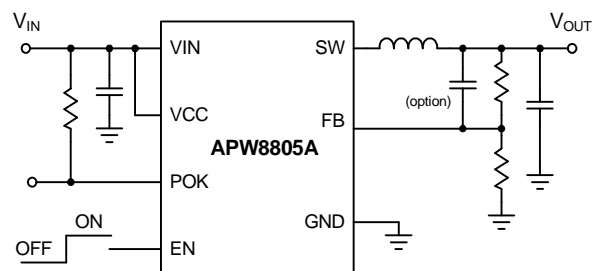 VIN
VOUT
VIN
SW
(option)
VCC
FB
APW8805A
POK
GND
ON
OFF
EN